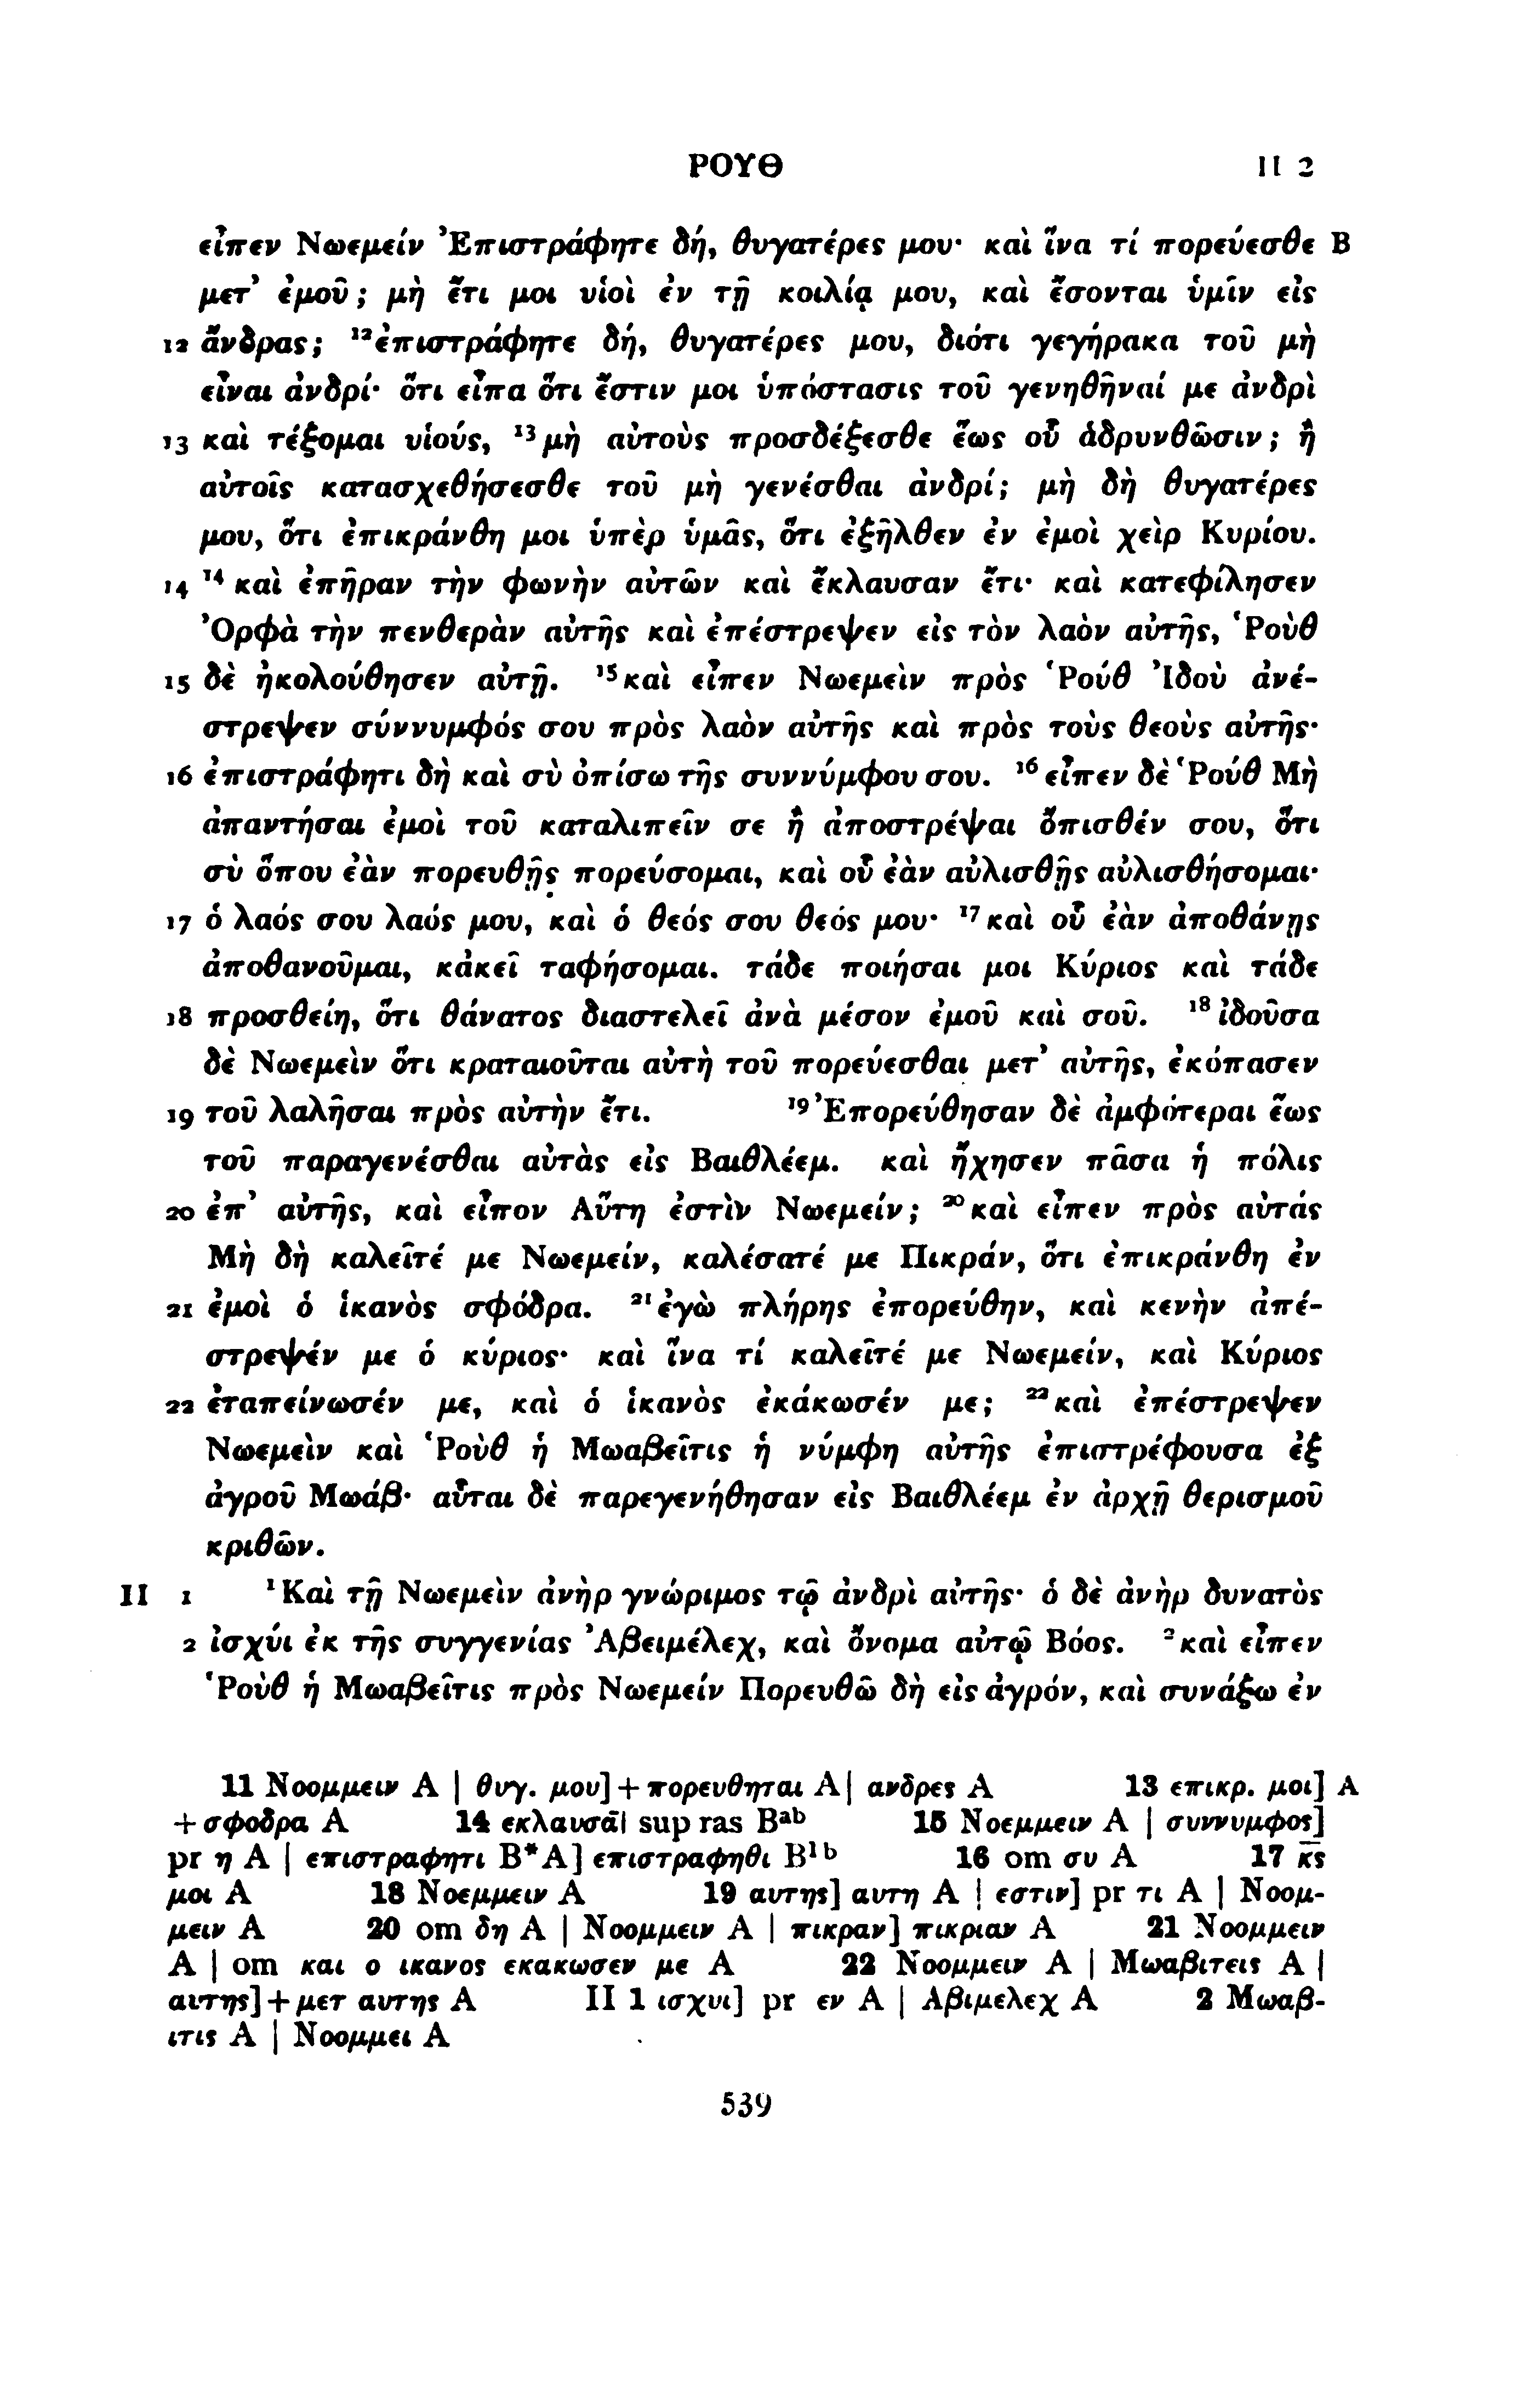 ΡΟΥΘ II 2
εἶπεν Νωεμείν Ἐπιστράφητε δή, θυγατέρες μου· καὶ ἵνα τί πορεύεσθε B
μετ᾽ ἐμοῦ; μὴ ἔτι μοι υἱοὶ ἐν τῇ κοιλίᾳ μου, καὶ ἔσονται ὑμῖν εἰς
12 ἄνδρας; ¹²ἐπιστράφητε δή, θυγατέρες μου, διότι γεγήρακα τοῦ μὴ
εἶναι ἀνδρί· ὅτι εἶπα ὅτι ἔστιν μοι ὑπόστασις τοῦ γενηθῆναί με ἀνδρὶ
13 καὶ τέξομαι υἱούς, ¹³μὴ αὐτοὺς προσδέξεσθε ἕως οὗ ἁδρυνθῶσιν; ἢ
αὐτοῖς κατασχεθήσεσθε τοῦ μὴ γενέσθαι ἀνδρί; μὴ δὴ θυγατέρες
μου, ὅτι ἐπικράνθη μοι ὑπὲρ ὑμᾶς, ὅτι ἐξῆλθεν ἐν ἐμοὶ χεὶρ Κυρίου.
14 ¹⁴καὶ ἐπῆραν τὴν φωνὴν αὐτῶν καὶ ἔκλαυσαν ἔτι· καὶ κατεφίλησεν
Ὀρφὰ τὴν πενθερὰν αὐτῆς καὶ ἐπέστρεψεν εἰς τὸν λαὸν αὐτῆς, Ῥοὺθ
15 δὲ ἠκολούθησεν αὐτῇ. ¹⁵καὶ εἶπεν Νωεμεὶν πρὸς Ῥούθ Ἰδοὺ ἀνέ-
στρεψεν σύννυμφός σου πρὸς λαὸν αὐτῆς καὶ πρὸς τοὺς θεοὺς αὐτῆς·
16 ἐπιστράφητι δὴ καὶ σὺ ὀπίσω τῆς συννύμφου σου. ¹⁶εἶπεν δὲ Ῥούθ Μὴ
ἀπαντήσαι ἐμοὶ τοῦ καταλιπεῖν σε ἢ ἀποστρέψαι ὄπισθέν σου, ὅτι
σὺ ὅπου ἐὰν πορευθῇς πορεύσομαι, καὶ οὗ ἐὰν αὐλισθῇς αὐλισθήσομαι·
17 ὁ λαός σου λαός μου, καὶ ὁ θεός σου θεός μου· ¹⁷καὶ οὗ ἐὰν ἀποθάνῃς
ἀποθανοῦμαι, κἀκεῖ ταφήσομαι. τάδε ποιήσαι μοι Κύριος καὶ τάδε
18 προσθείη, ὅτι θάνατος διαστελεῖ ἀνὰ μέσον ἐμοῦ καὶ σοῦ. ¹⁸ἰδοῦσα
δὲ Νωεμεὶν ὅτι κραταιοῦται αὐτὴ τοῦ πορεύεσθαι μετ᾽ αὐτῆς, ἐκόπασεν
19 τοῦ λαλῆσαι πρὸς αὐτὴν ἔτι. ¹⁹Ἐπορεύθησαν δὲ ἀμφότεραι ἕως
τοῦ παραγενέσθαι αὐτὰς εἰς Βαιθλέεμ. καὶ ἤχησεν πᾶσα ἡ πόλις
20 ἐπ᾽ αὐτῆς, καὶ εἶπον Αὕτη ἐστὶν Νωεμείν; ²⁰καὶ εἶπεν πρὸς αὐτάς
Μὴ δὴ καλεῖτέ με Νωεμείν, καλέσατέ με Πικράν, ὅτι ἐπικράνθη ἐν
21 ἐμοὶ ὁ ἱκανὸς σφόδρα. ²¹ἐγὼ πλήρης ἐπορεύθην, καὶ κενὴν ἀπέ-
στρεψέν με ὁ κύριος· καὶ ἵνα τί καλεῖτέ με Νωεμείν, καὶ Κύριος
22 ἐταπείνωσέν με, καὶ ὁ ἱκανὸς ἐκάκωσέν με; ²²καὶ ἐπέστρεψεν
Νωεμεὶν καὶ Ῥοὺθ ἡ Μωαβεῖτις ἡ νύμφη αὐτῆς ἐπιστρέφουσα ἐξ
ἀγροῦ Μωάβ· αὗται δὲ παρεγενήθησαν εἰς Βαιθλέεμ ἐν ἀρχῇ θερισμοῦ
κριθῶν.
II 1 ¹Καὶ τῇ Νωεμεὶν ἀνὴρ γνώριμος τῷ ἀνδρὶ αὐτῆς· ὁ δὲ ἀνὴρ δυνατὸς
2 ἰσχύι ἐκ τῆς συγγενίας Ἀβειμέλεχ, καὶ ὄνομα αὐτῷ Βόος. ²καὶ εἶπεν
Ῥοὺθ ἡ Μωαβεῖτις πρὸς Νωεμείν Πορευθῶ δὴ εἰς ἀγρόν, καὶ συνάξω ἐν
11 Νοομμειν A | θυγ. μου] + πορευθηται A | ανδρες A 13 επικρ. μοι] A
+ σφοδρα A 14 εκλαυσα̅| sup ras Bᵃᵇ 15 Νοεμμειν A | συννυμφος]
pr η A | επιστραφητι B*A] επιστραφηθι B¹ᵇ 16 om συ A 17 κ̅ς̅
μοι A 18 Νοεμμειν A 19 αυτης] αυτη A | εστιν] pr τι A | Νοομ-
μειν A 20 om δη A | Νοομμειν A | πικραν] πικριαν A 21 Νοομμειν
A | om και ο ικανος εκακωσεν με A 22 Νοομμειν A | Μωαβιτεις A |
αυτης] + μετ αυτης A II 1 ισχυι] pr εν A | Αβιμελεχ A 2 Μωαβ-
ιτις A | Νοομμει A
539